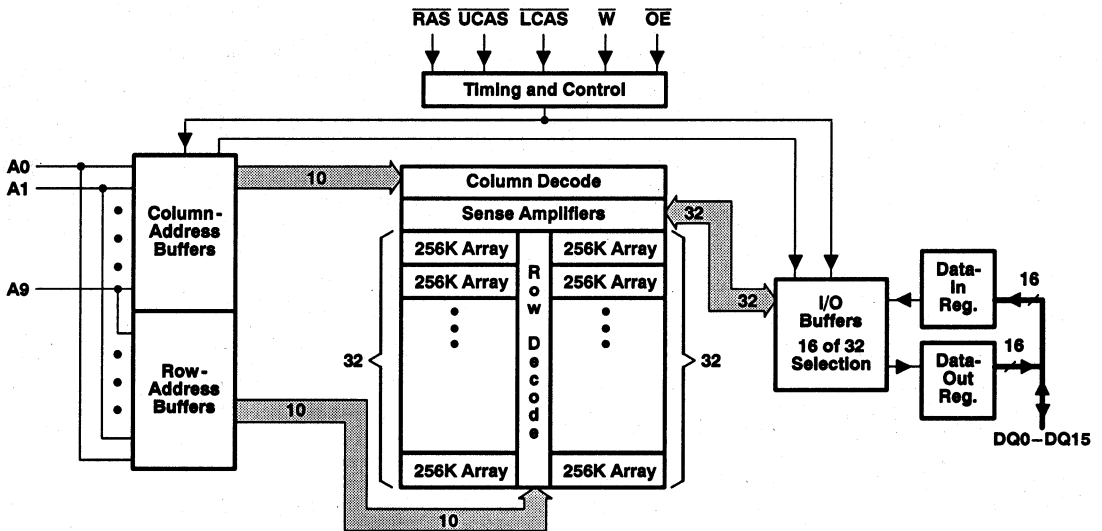 RAS UCAS LCAS W OE
Timing and Control
A0
A1
A9
Column-
Address
Buffers
Row-
Address
Buffers
10
10
10
Column Decode
Sense Amplifiers
256K Array
256K Array
256K Array
256K Array
256K Array
256K Array
Row Decode
32
32
32
32
I/O
Buffers
16 of 32
Selection
Data-
In
Reg.
16
Data-
Out
Reg.
16
DQ0–DQ15